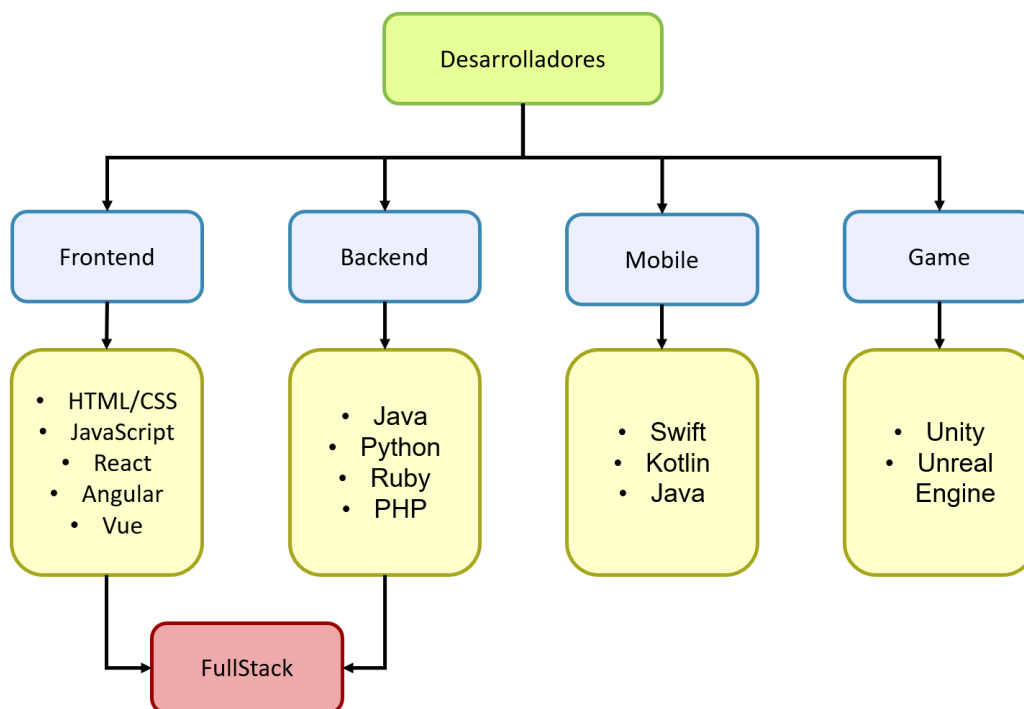 Desarrolladores
Frontend
Backend
Mobile
Game
• HTML/CSS
• JavaScript
• React
• Angular
• Vue
• Java
• Python
• Ruby
• PHP
• Swift
• Kotlin
• Java
• Unity
• Unreal
Engine
FullStack